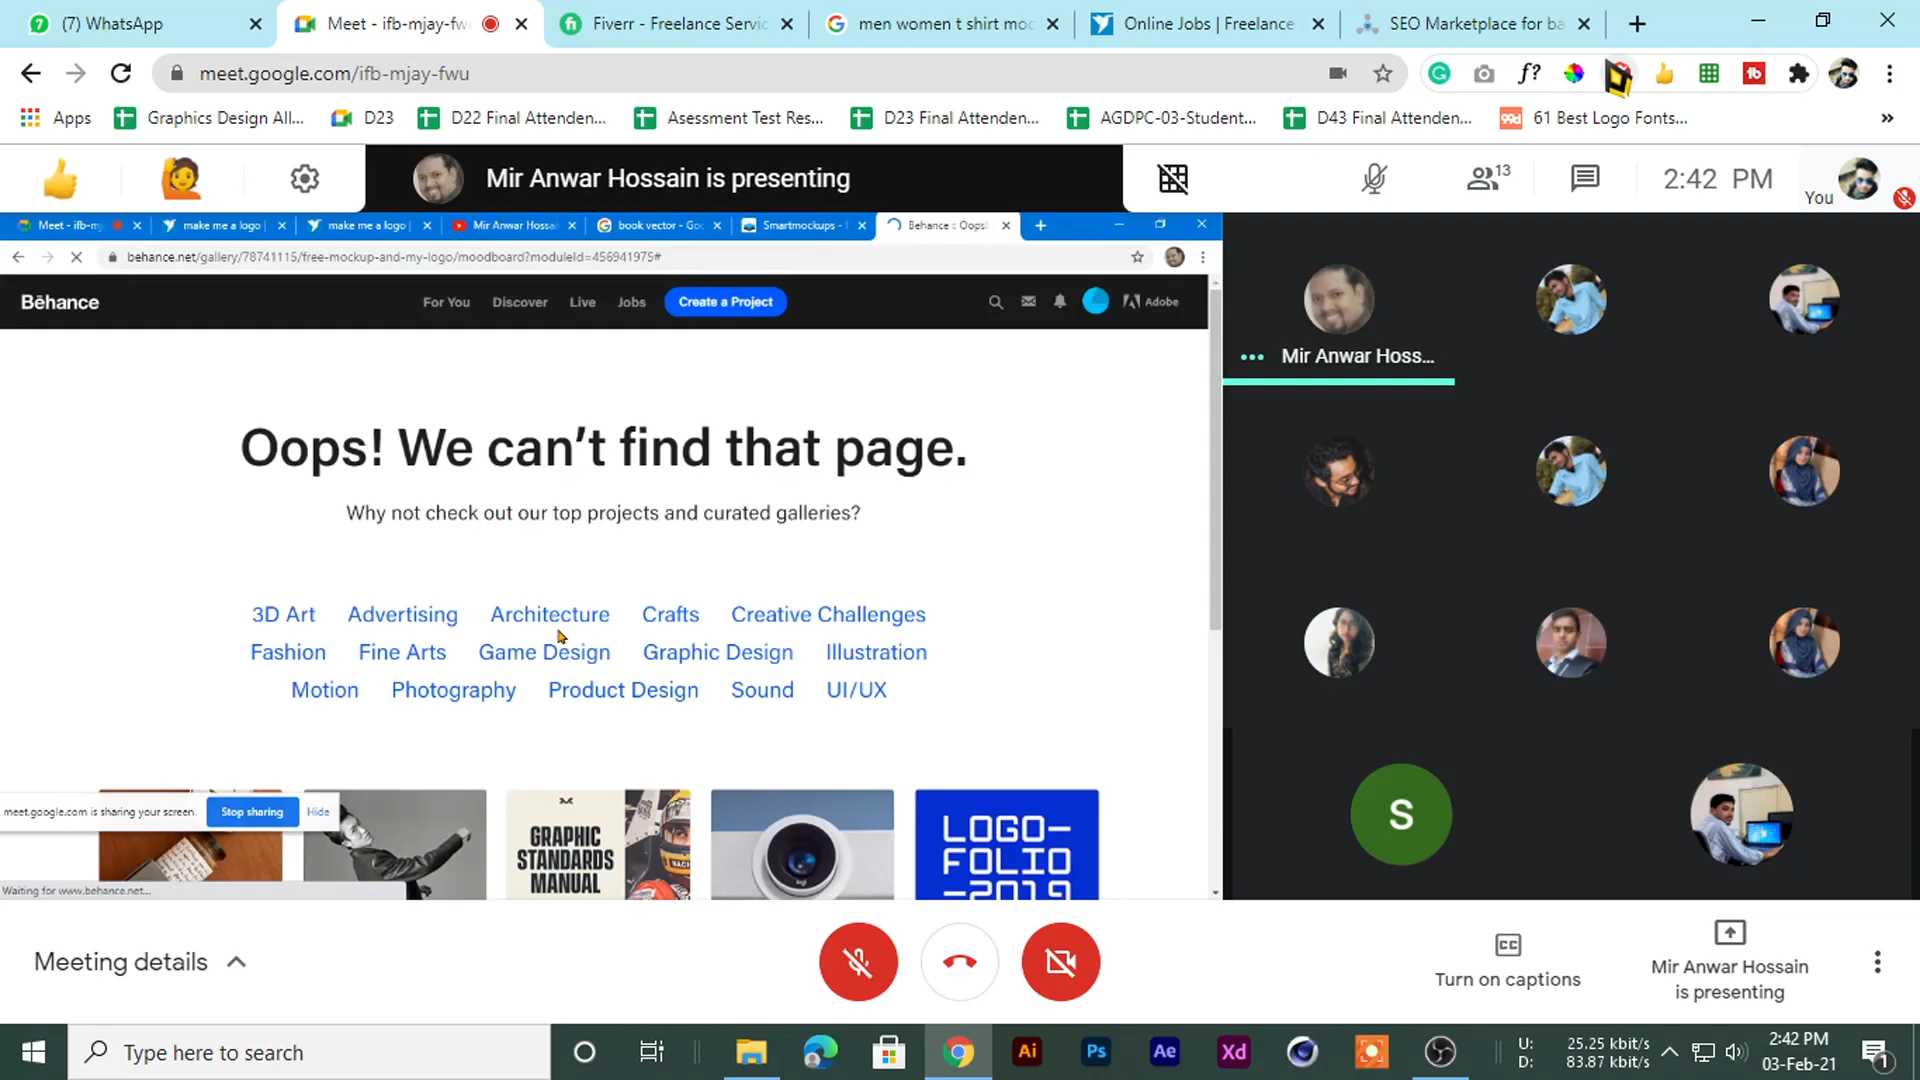 (7) WhatsApp
Meet - ifb-mjay-fw
Fiverr - Freelance Servic
men women t shirt moc
Online Jobs | Freelance
SEO Marketplace for ba
meet.google.com/ifb-mjay-fwu
f?
Apps
Graphics Design All...
D23
D22 Final Attenden...
Asessment Test Res...
D23 Final Attenden...
AGDPC-03-Student...
D43 Final Attenden...
99d
61 Best Logo Fonts...
»
Mir Anwar Hossain is presenting
13
2:42 PM
You
Meet - ifb-m
make me a logo
make me a logo
Mir Anwar Hossa
book vector - Go
Smartmockups -
Behance :: Oops!
behance.net/gallery/78741115/free-mockup-and-my-logo/moodboard?moduleId=456941975#
Bēhance
For You
Discover
Live
Jobs
Create a Project
Adobe
Oops! We can't find that page.
Why not check out our top projects and curated galleries?
3D Art Advertising Architecture Crafts Creative Challenges
Fashion Fine Arts Game Design Graphic Design Illustration
Motion Photography Product Design Sound UI/UX
meet.google.com is sharing your screen.
Stop sharing
Hide
GRAPHIC
STANDARDS
MANUAL
LOGO-
FOLIO
-2019
Waiting for www.behance.net...
Mir Anwar Hoss...
S
Meeting details
Turn on captions
Mir Anwar Hossain
is presenting
Type here to search
Ai
Ps
Ae
Xd
U: 25.25 kbit/s
D: 83.87 kbit/s
2:42 PM
03-Feb-21
1